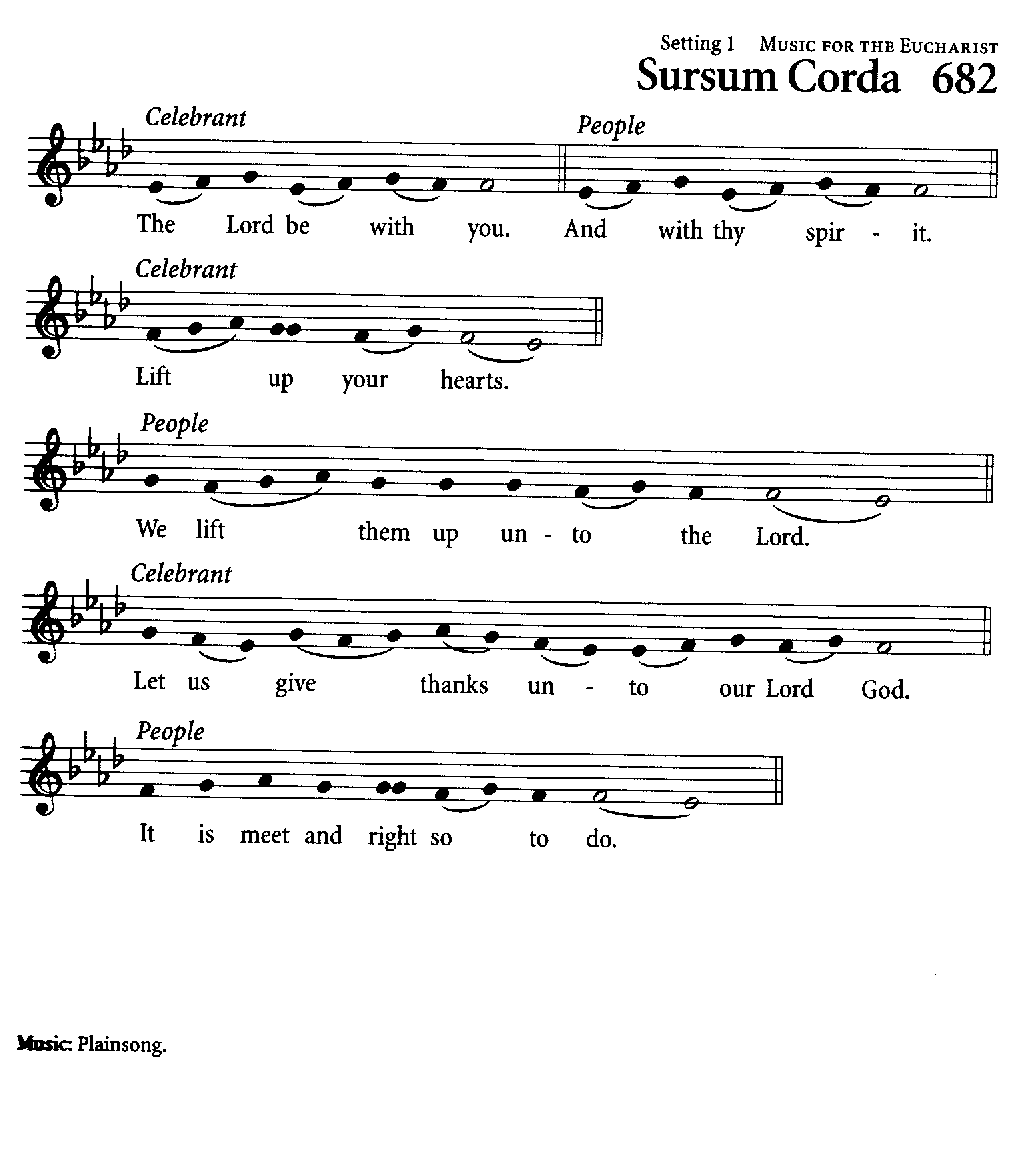 Setting 1 MUSIC FOR THE EUCHARIST
Sursum Corda 682
Celebrant People
The Lord be with you. And with thy spir - it.
Celebrant
Lift up your hearts.
People
We lift them up un - to the Lord.
Celebrant
Let us give thanks un - to our Lord God.
People
It is meet and right so to do.
Music: Plainsong.